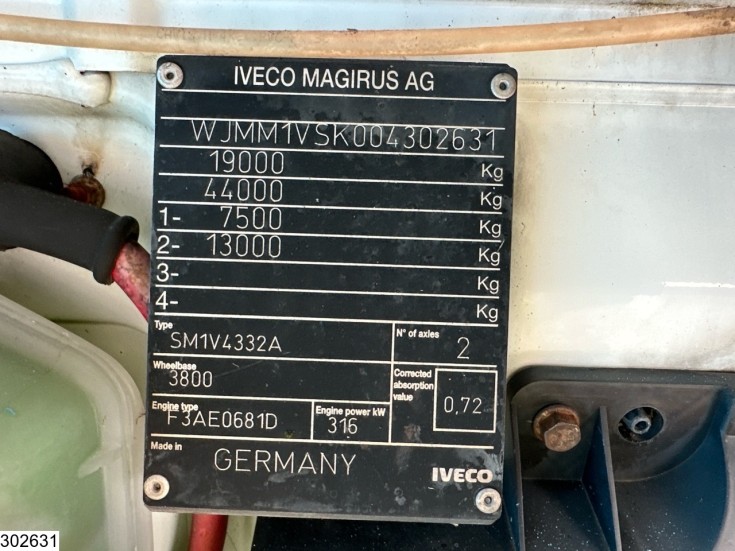 IVECO MAGIRUS AG
WJMM1VSK004302631
19000 Kg
44000 Kg
1- 7500 Kg
2- 13000 Kg
3- Kg
4- Kg
Type
SM1V4332A
N° of axles
2
Wheelbase
3800
Corrected
absorption
value
0,72
Engine type
F3AE0681D
Engine power kW
316
Made in
GERMANY
IVECO
302631